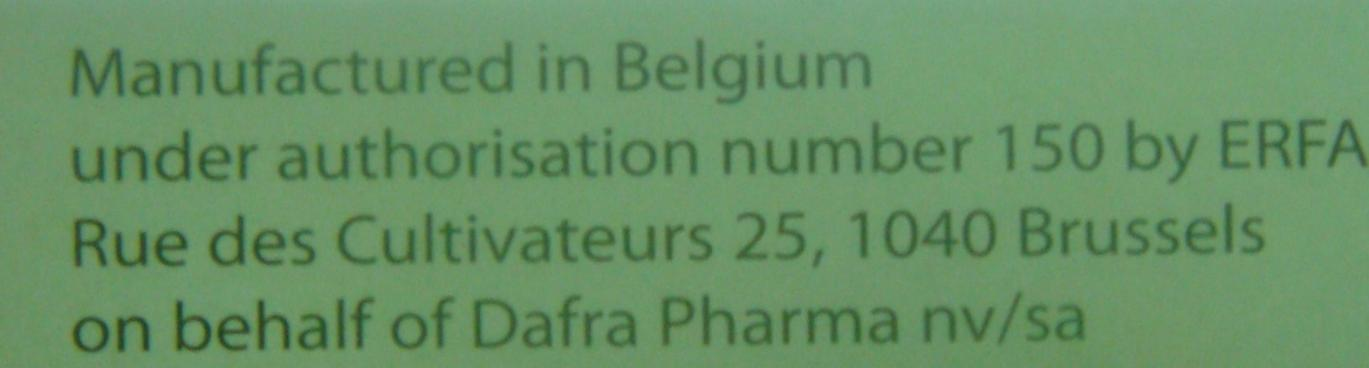 Manufactured in Belgium
under authorisation number 150 by ERFA
Rue des Cultivateurs 25, 1040 Brussels
on behalf of Dafra Pharma nv/sa